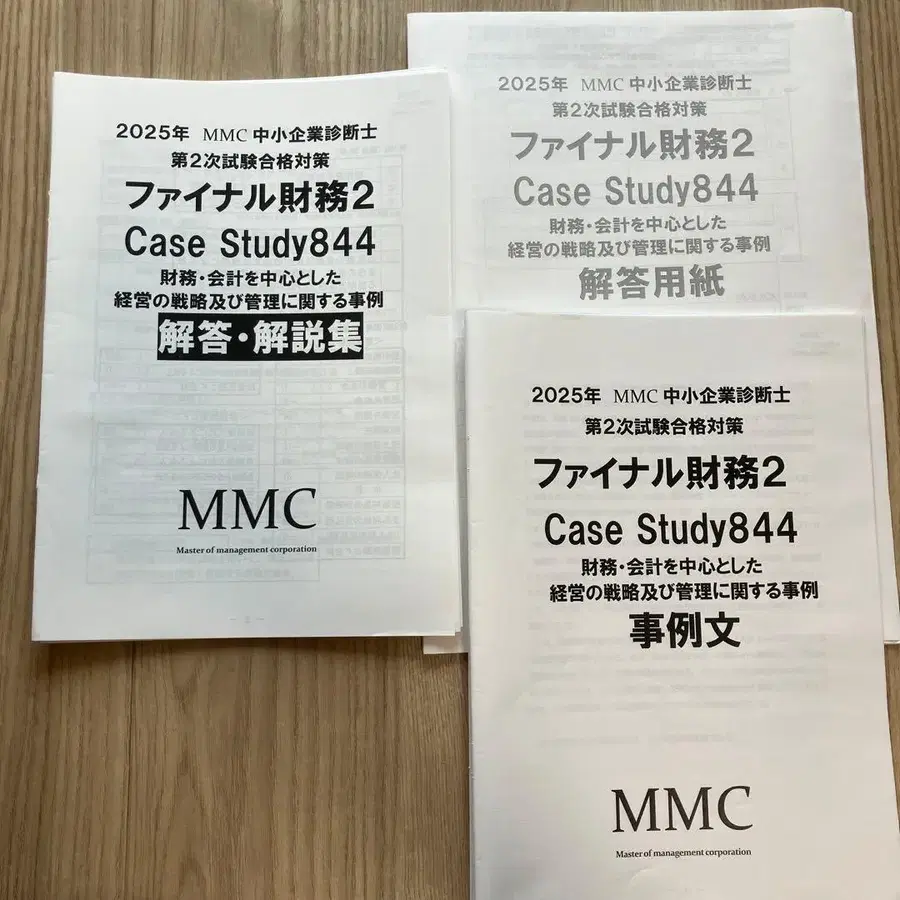 2025年 MMC 中小企業診断士
第2次試験合格対策
ファイナル財務2
Case Study844
財務・会計を中心とした
経営の戦略及び管理に関する事例
解答・解説集
MMC
Master of management corporation
2025年 MMC 中小企業診断士
第2次試験合格対策
ファイナル財務2
Case Study844
財務・会計を中心とした
経営の戦略及び管理に関する事例
解答用紙
2025年 MMC 中小企業診断士
第2次試験合格対策
ファイナル財務2
Case Study844
財務・会計を中心とした
経営の戦略及び管理に関する事例
事例文
MMC
Master of management corporation